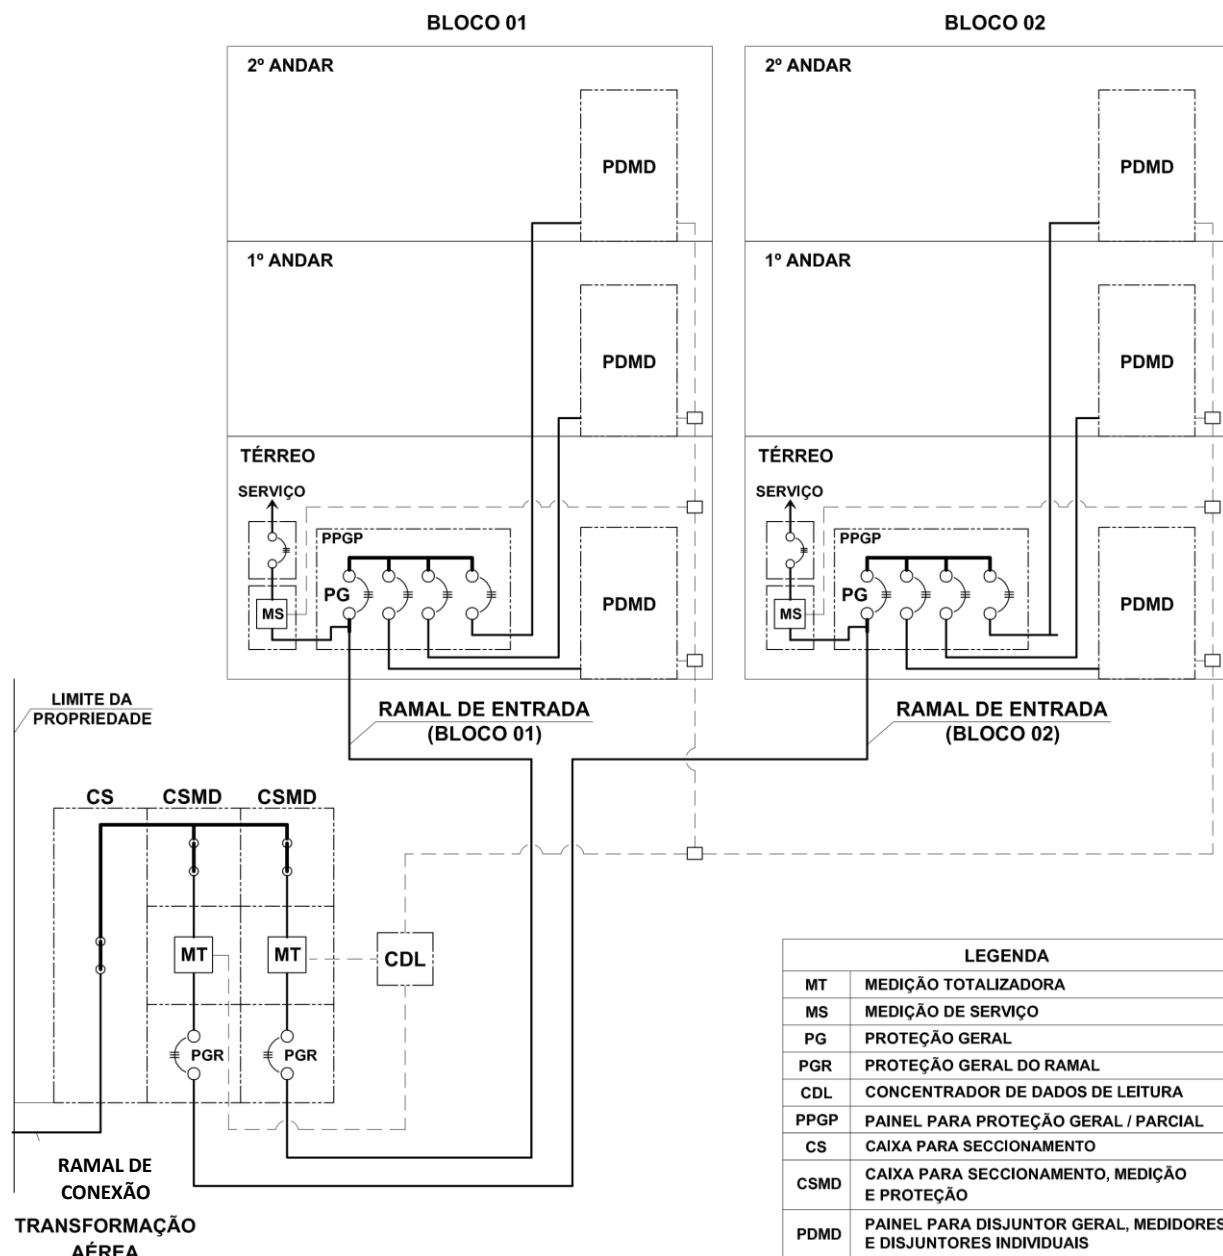 BLOCO 01
BLOCO 02
2º ANDAR
PDMD
2º ANDAR
PDMD
1º ANDAR
PDMD
1º ANDAR
PDMD
TÉRREO
SERVIÇO
PPGP
PG
MS
PDMD
TÉRREO
SERVIÇO
PPGP
PG
MS
PDMD
LIMITE DA
PROPRIEDADE
RAMAL DE ENTRADA
(BLOCO 01)
RAMAL DE ENTRADA
(BLOCO 02)
CS
CSMD
CSMD
MT
MT
CDL
PGR
PGR
RAMAL DE
CONEXÃO
TRANSFORMAÇÃO
AÉREA
LEGENDA
MT MEDIÇÃO TOTALIZADORA
MS MEDIÇÃO DE SERVIÇO
PG PROTEÇÃO GERAL
PGR PROTEÇÃO GERAL DO RAMAL
CDL CONCENTRADOR DE DADOS DE LEITURA
PPGP PAINEL PARA PROTEÇÃO GERAL / PARCIAL
CS CAIXA PARA SECCIONAMENTO
CSMD CAIXA PARA SECCIONAMENTO, MEDIÇÃO
E PROTEÇÃO
PDMD PAINEL PARA DISJUNTOR GERAL, MEDIDORES
E DISJUNTORES INDIVIDUAIS